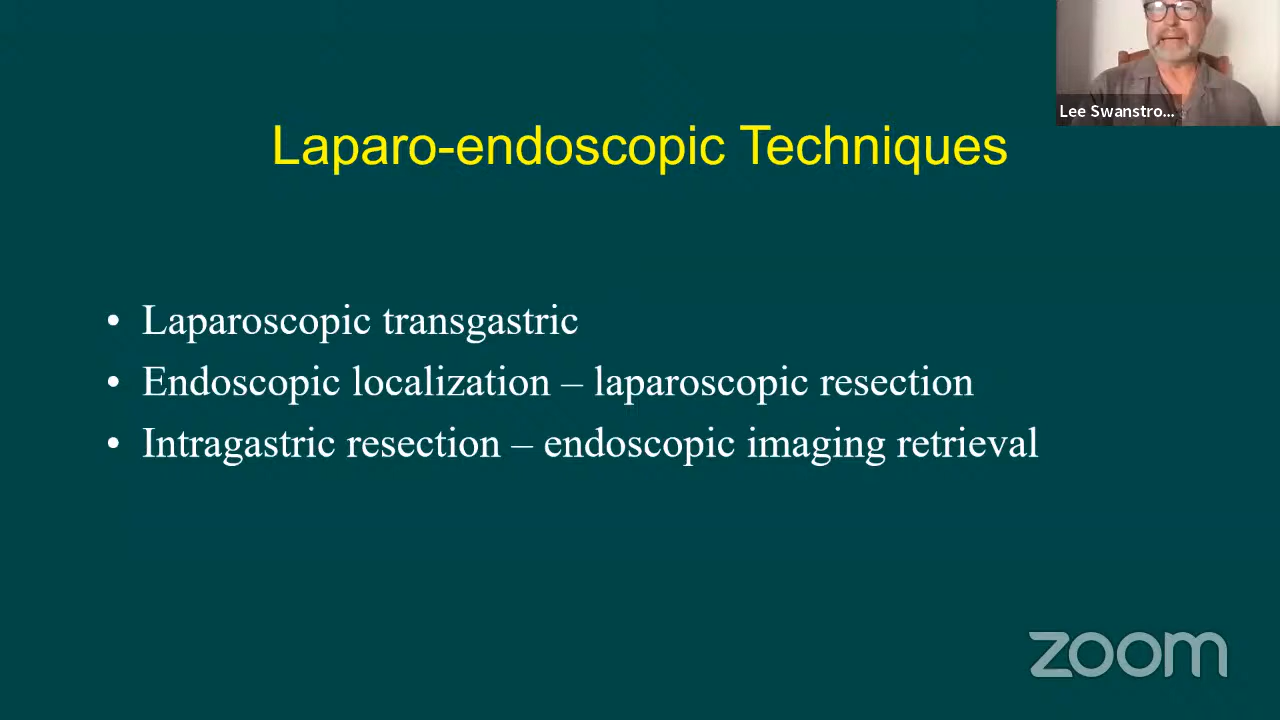 Lee Swanstro...
Laparo-endoscopic Techniques
• Laparoscopic transgastric
• Endoscopic localization – laparoscopic resection
• Intragastric resection – endoscopic imaging retrieval
zoom